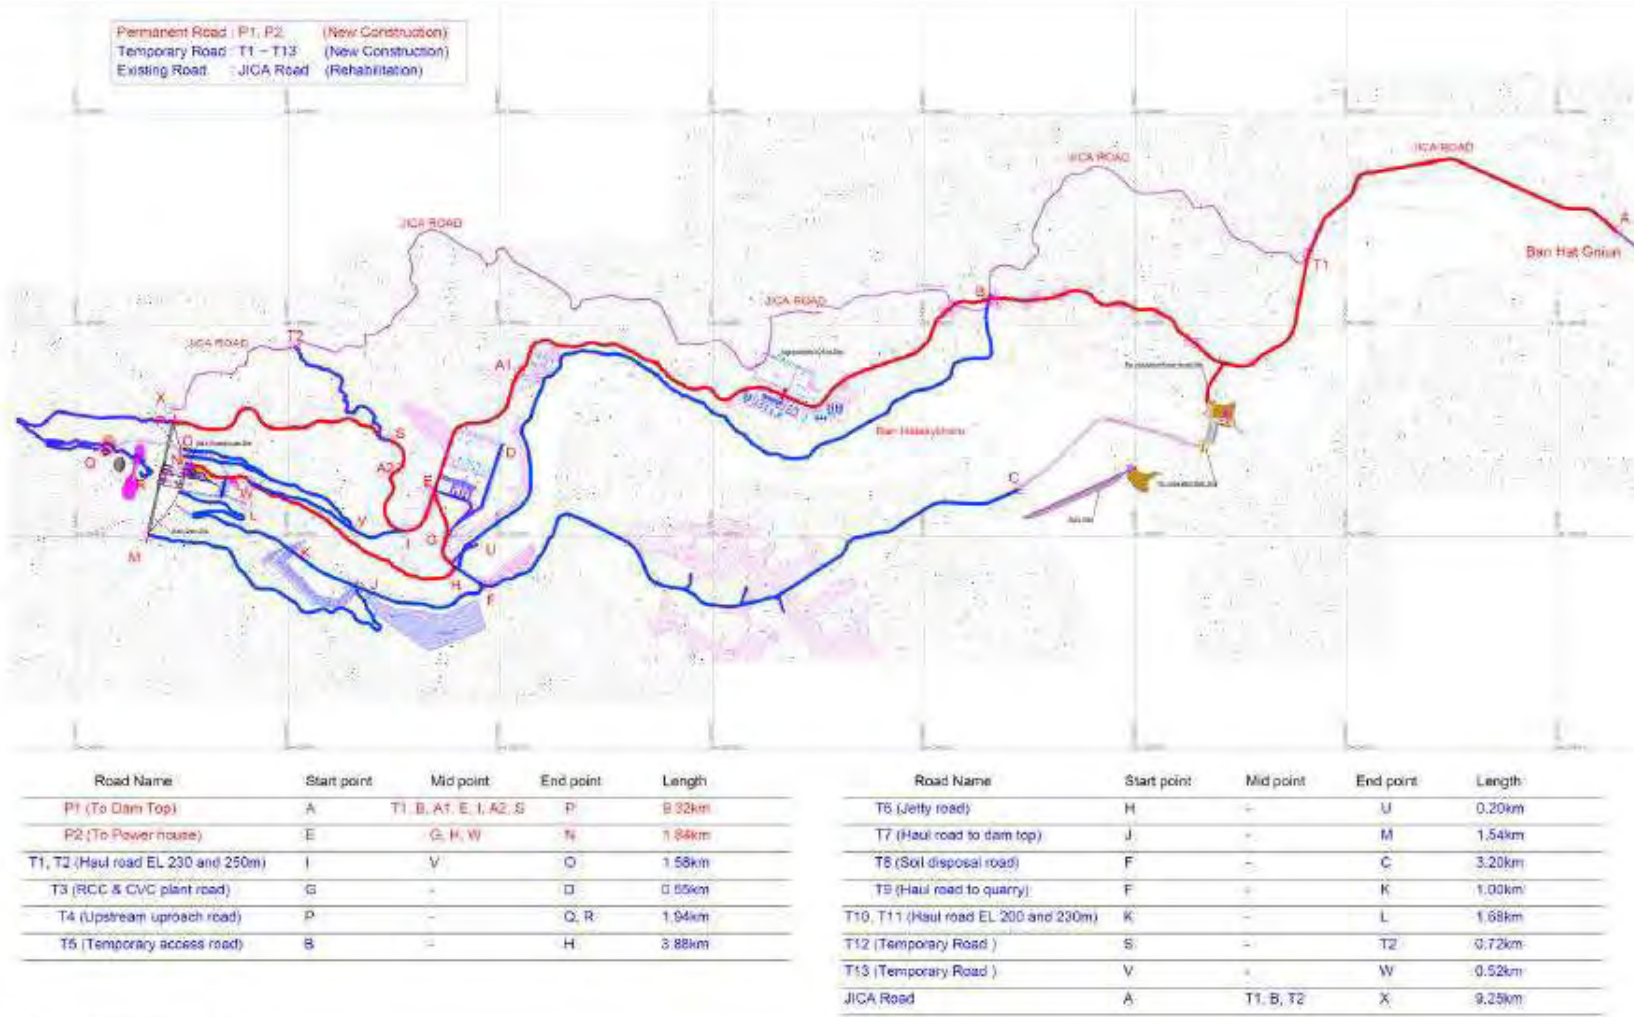 Permanent Road : P1, P2 (New Construction)
Temporary Road : T1 - T13 (New Construction)
Existing Road : JICA Road (Rehabilitation)
JICA ROAD
JICA ROAD
A
JICA ROAD
Ban Hat Gniun
T1
B
JICA ROAD
T2
JICA ROAD
A1
X
S
Ban Hatsaykham
O
D
Q
A2
E
C
R
N
W
L
V
I
G
U
M
K
J
H
F
Road Name Start point Mid point End point Length
P1 (To Dam Top) A T1, B, A1, E, I, A2, S P 9.32km
P2 (To Power house) E G, H, W N 1.84km
T1, T2 (Haul road EL 230 and 250m) I V O 1.58km
T3 (RCC & CVC plant road) G - D 0.55km
T4 (Upstream uproach road) P - Q, R 1.94km
T5 (Temporary access road) B - H 3.88km
Road Name Start point Mid point End point Length
T6 (Jetty road) H - U 0.20km
T7 (Haul road to dam top) J - M 1.54km
T8 (Soil disposal road) F - C 3.20km
T9 (Haul road to quarry) F - K 1.00km
T10, T11 (Haul road EL 200 and 220m) K - L 1.68km
T12 (Temporary Road ) S - T2 0.72km
T13 (Temporary Road ) V - W 0.52km
JICA Road A T1, B, T2 X 9.25km